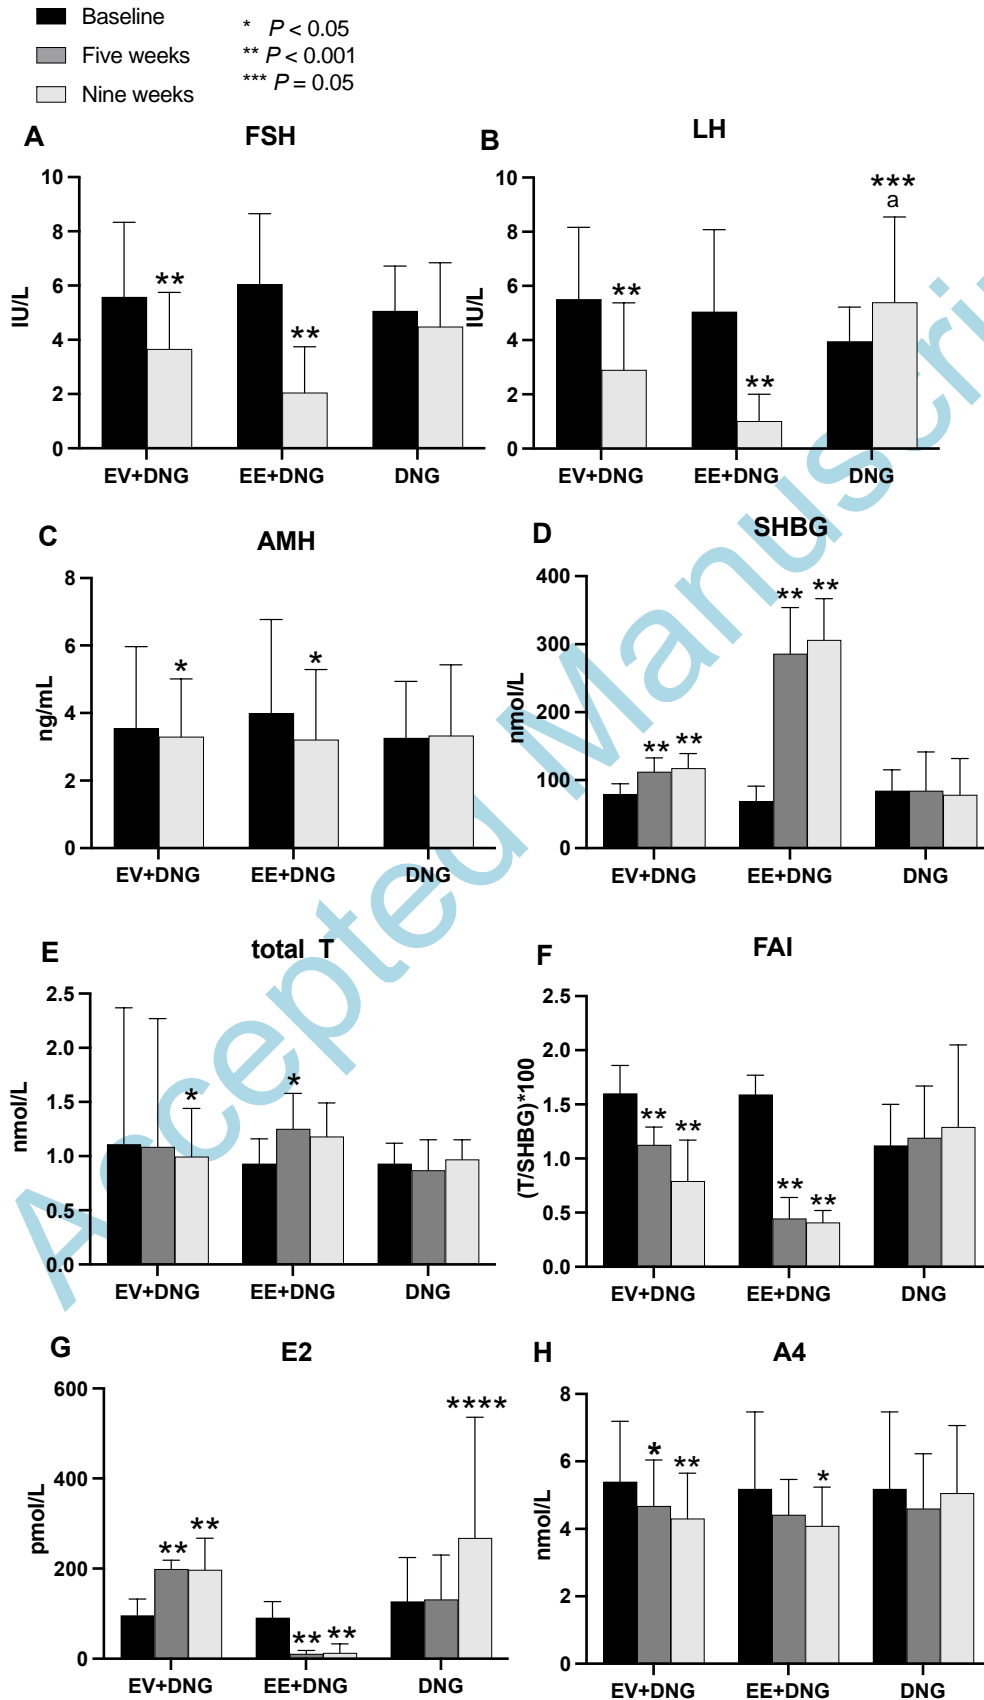 Baseline
Five weeks
Nine weeks
* P < 0.05
** P < 0.001
*** P = 0.05
A
FSH
IU/L
10
8
6
4
2
0
**
**
EV+DNG
EE+DNG
DNG
B
LH
IU/L
10
8
6
4
2
0
**
**
***
a
EV+DNG
EE+DNG
DNG
C
AMH
ng/mL
8
6
4
2
0
*
*
EV+DNG
EE+DNG
DNG
D
SHBG
nmol/L
400
300
200
100
0
** **
** **
EV+DNG
EE+DNG
DNG
E
total T
nmol/L
2.5
2.0
1.5
1.0
0.5
0.0
*
*
EV+DNG
EE+DNG
DNG
F
FAI
(T/SHBG)*100
2.5
2.0
1.5
1.0
0.5
0.0
** **
** **
EV+DNG
EE+DNG
DNG
G
E2
pmol/L
600
400
200
0
** **
** **
****
EV+DNG
EE+DNG
DNG
H
A4
nmol/L
8
6
4
2
0
* **
*
EV+DNG
EE+DNG
DNG
Accepted Manuscri